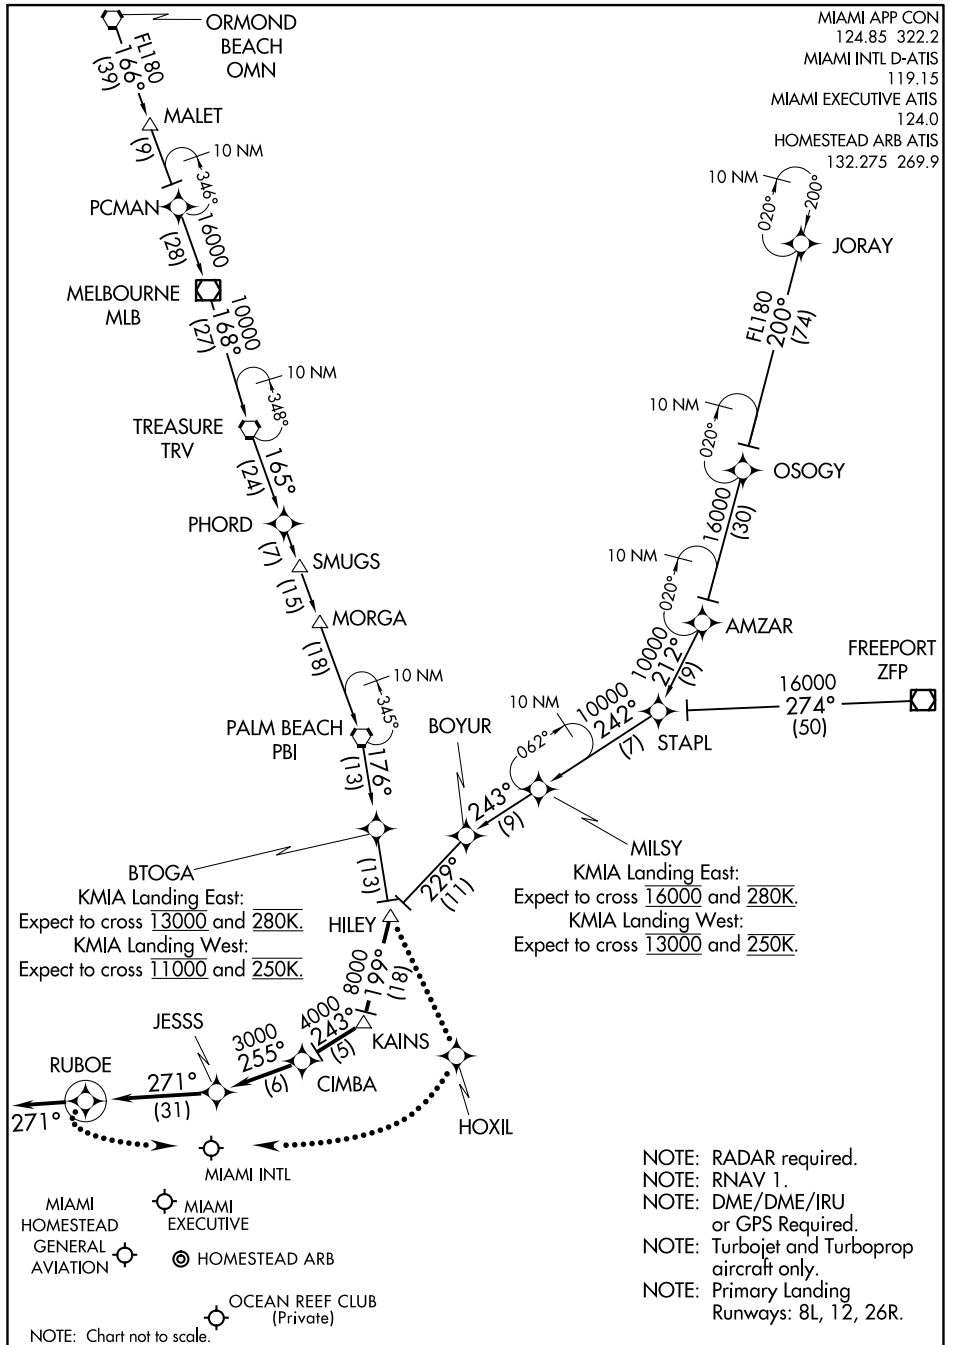 MIAMI APP CON
124.85 322.2
MIAMI INTL D-ATIS
119.15
MIAMI EXECUTIVE ATIS
124.0
HOMESTEAD ARB ATIS
132.275 269.9
ORMOND
BEACH
OMN
FL180
166°
(39)
MALET
(9)
10 NM
346°
PCMAN
16000
(28)
MELBOURNE
MLB
10000
168°
(27)
10 NM
348°
TREASURE
TRV
165°
(24)
PHORD
(7)
SMUGS
(15)
MORGA
(18)
10 NM
345°
PALM BEACH
PBI
176°
(13)
BTOGA
KMIA Landing East:
Expect to cross 13000 and 280K.
KMIA Landing West:
Expect to cross 11000 and 250K.
(13)
HILEY
10 NM
020°
200°
JORAY
FL180
200°
(74)
10 NM
020°
OSOGY
16000
(30)
10 NM
020°
AMZAR
10000
212°
(9)
FREEPORT
ZFP
16000
274°
(50)
STAPL
10000
242°
(7)
10 NM
062°
MILSY
KMIA Landing East:
Expect to cross 16000 and 280K.
KMIA Landing West:
Expect to cross 13000 and 250K.
243°
(9)
BOYUR
229°
(11)
8000
199°
(18)
KAINS
4000
243°
(5)
CIMBA
3000
255°
(6)
JESSS
271°
(31)
RUBOE
271°
HOXIL
MIAMI INTL
MIAMI
EXECUTIVE
MIAMI
HOMESTEAD
GENERAL
AVIATION
HOMESTEAD ARB
OCEAN REEF CLUB
(Private)
NOTE: Chart not to scale.
NOTE: RADAR required.
NOTE: RNAV 1.
NOTE: DME/DME/IRU
or GPS Required.
NOTE: Turbojet and Turboprop
aircraft only.
NOTE: Primary Landing
Runways: 8L, 12, 26R.